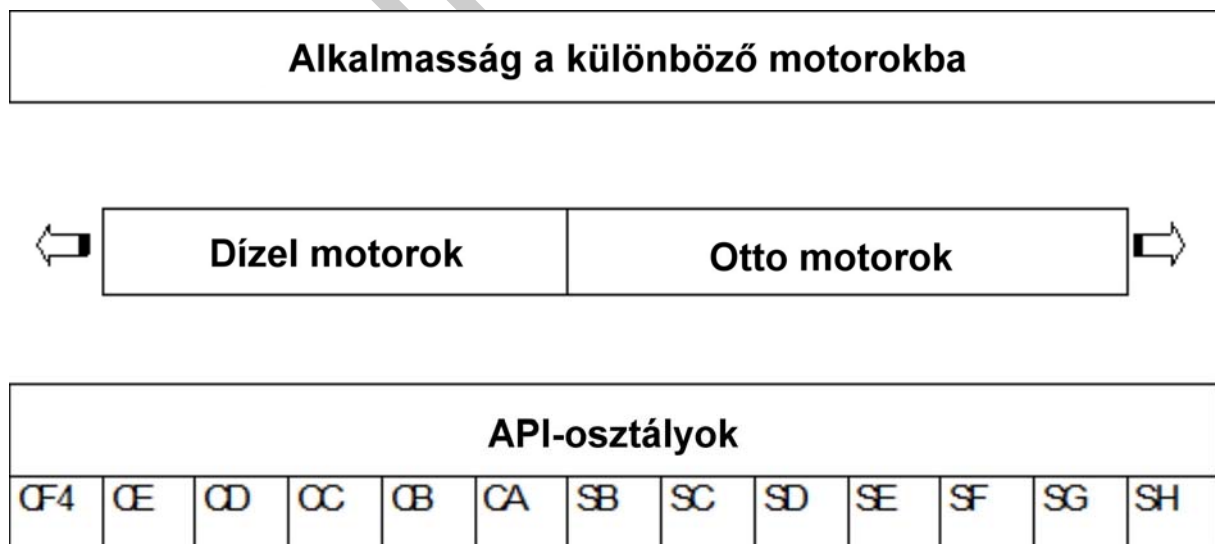 Alkalmasság a különböző motorokba
Dízel motorok Otto motorok
API-osztályok
CF4 CE CD CC CB CA SB SC SD SE SF SG SH